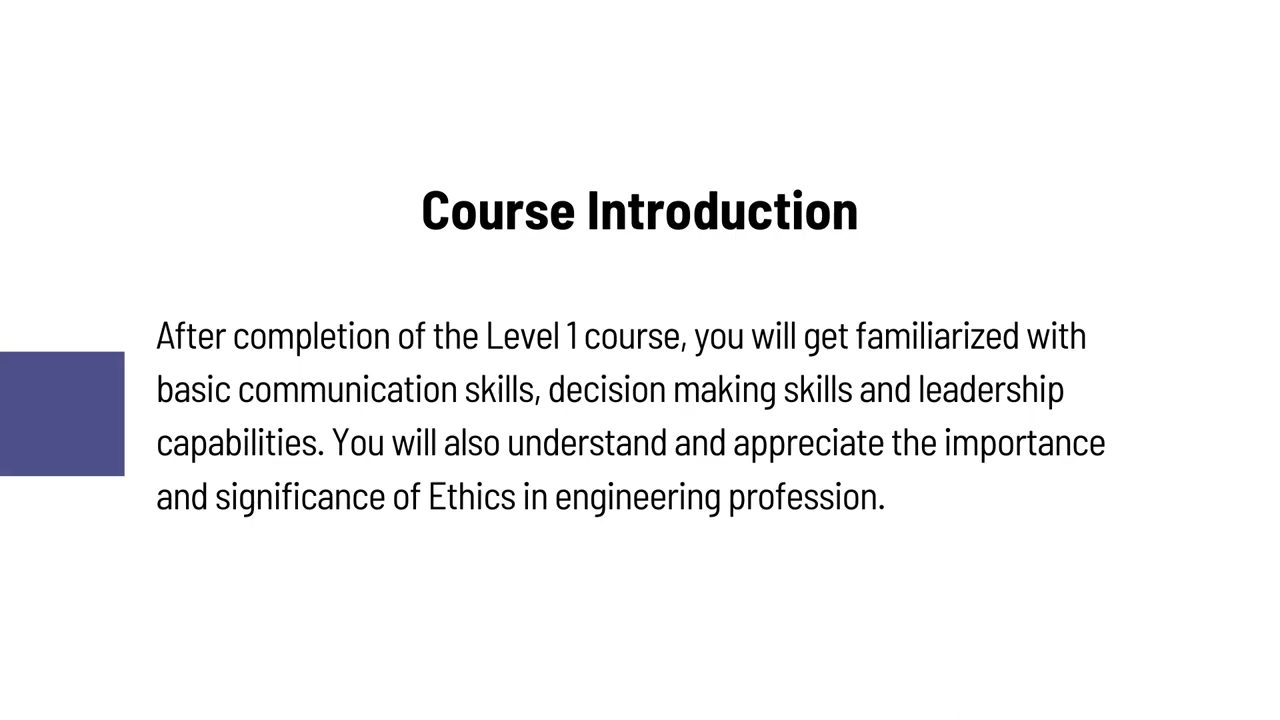 Course Introduction
After completion of the Level 1 course, you will get familiarized with
basic communication skills, decision making skills and leadership
capabilities. You will also understand and appreciate the importance
and significance of Ethics in engineering profession.